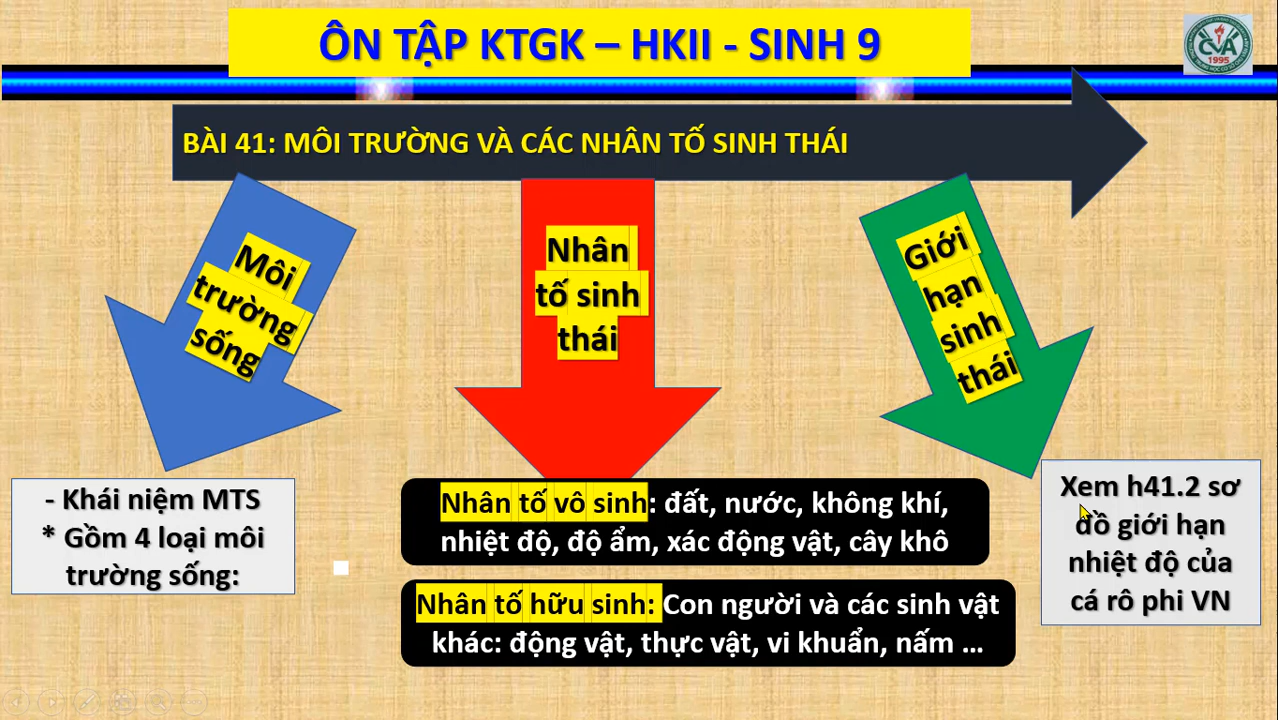 ÔN TẬP KTGK – HKII - SINH 9
CVA
1995
BÀI 41: MÔI TRƯỜNG VÀ CÁC NHÂN TỐ SINH THÁI
Môi
trường
sống
Nhân
tố sinh
thái
Giới
hạn
sinh
thái
- Khái niệm MTS
* Gồm 4 loại môi
trường sống:
Nhân tố vô sinh: đất, nước, không khí,
nhiệt độ, độ ẩm, xác động vật, cây khô
Nhân tố hữu sinh: Con người và các sinh vật
khác: động vật, thực vật, vi khuẩn, nấm ...
Xem h41.2 sơ
đồ giới hạn
nhiệt độ của
cá rô phi VN